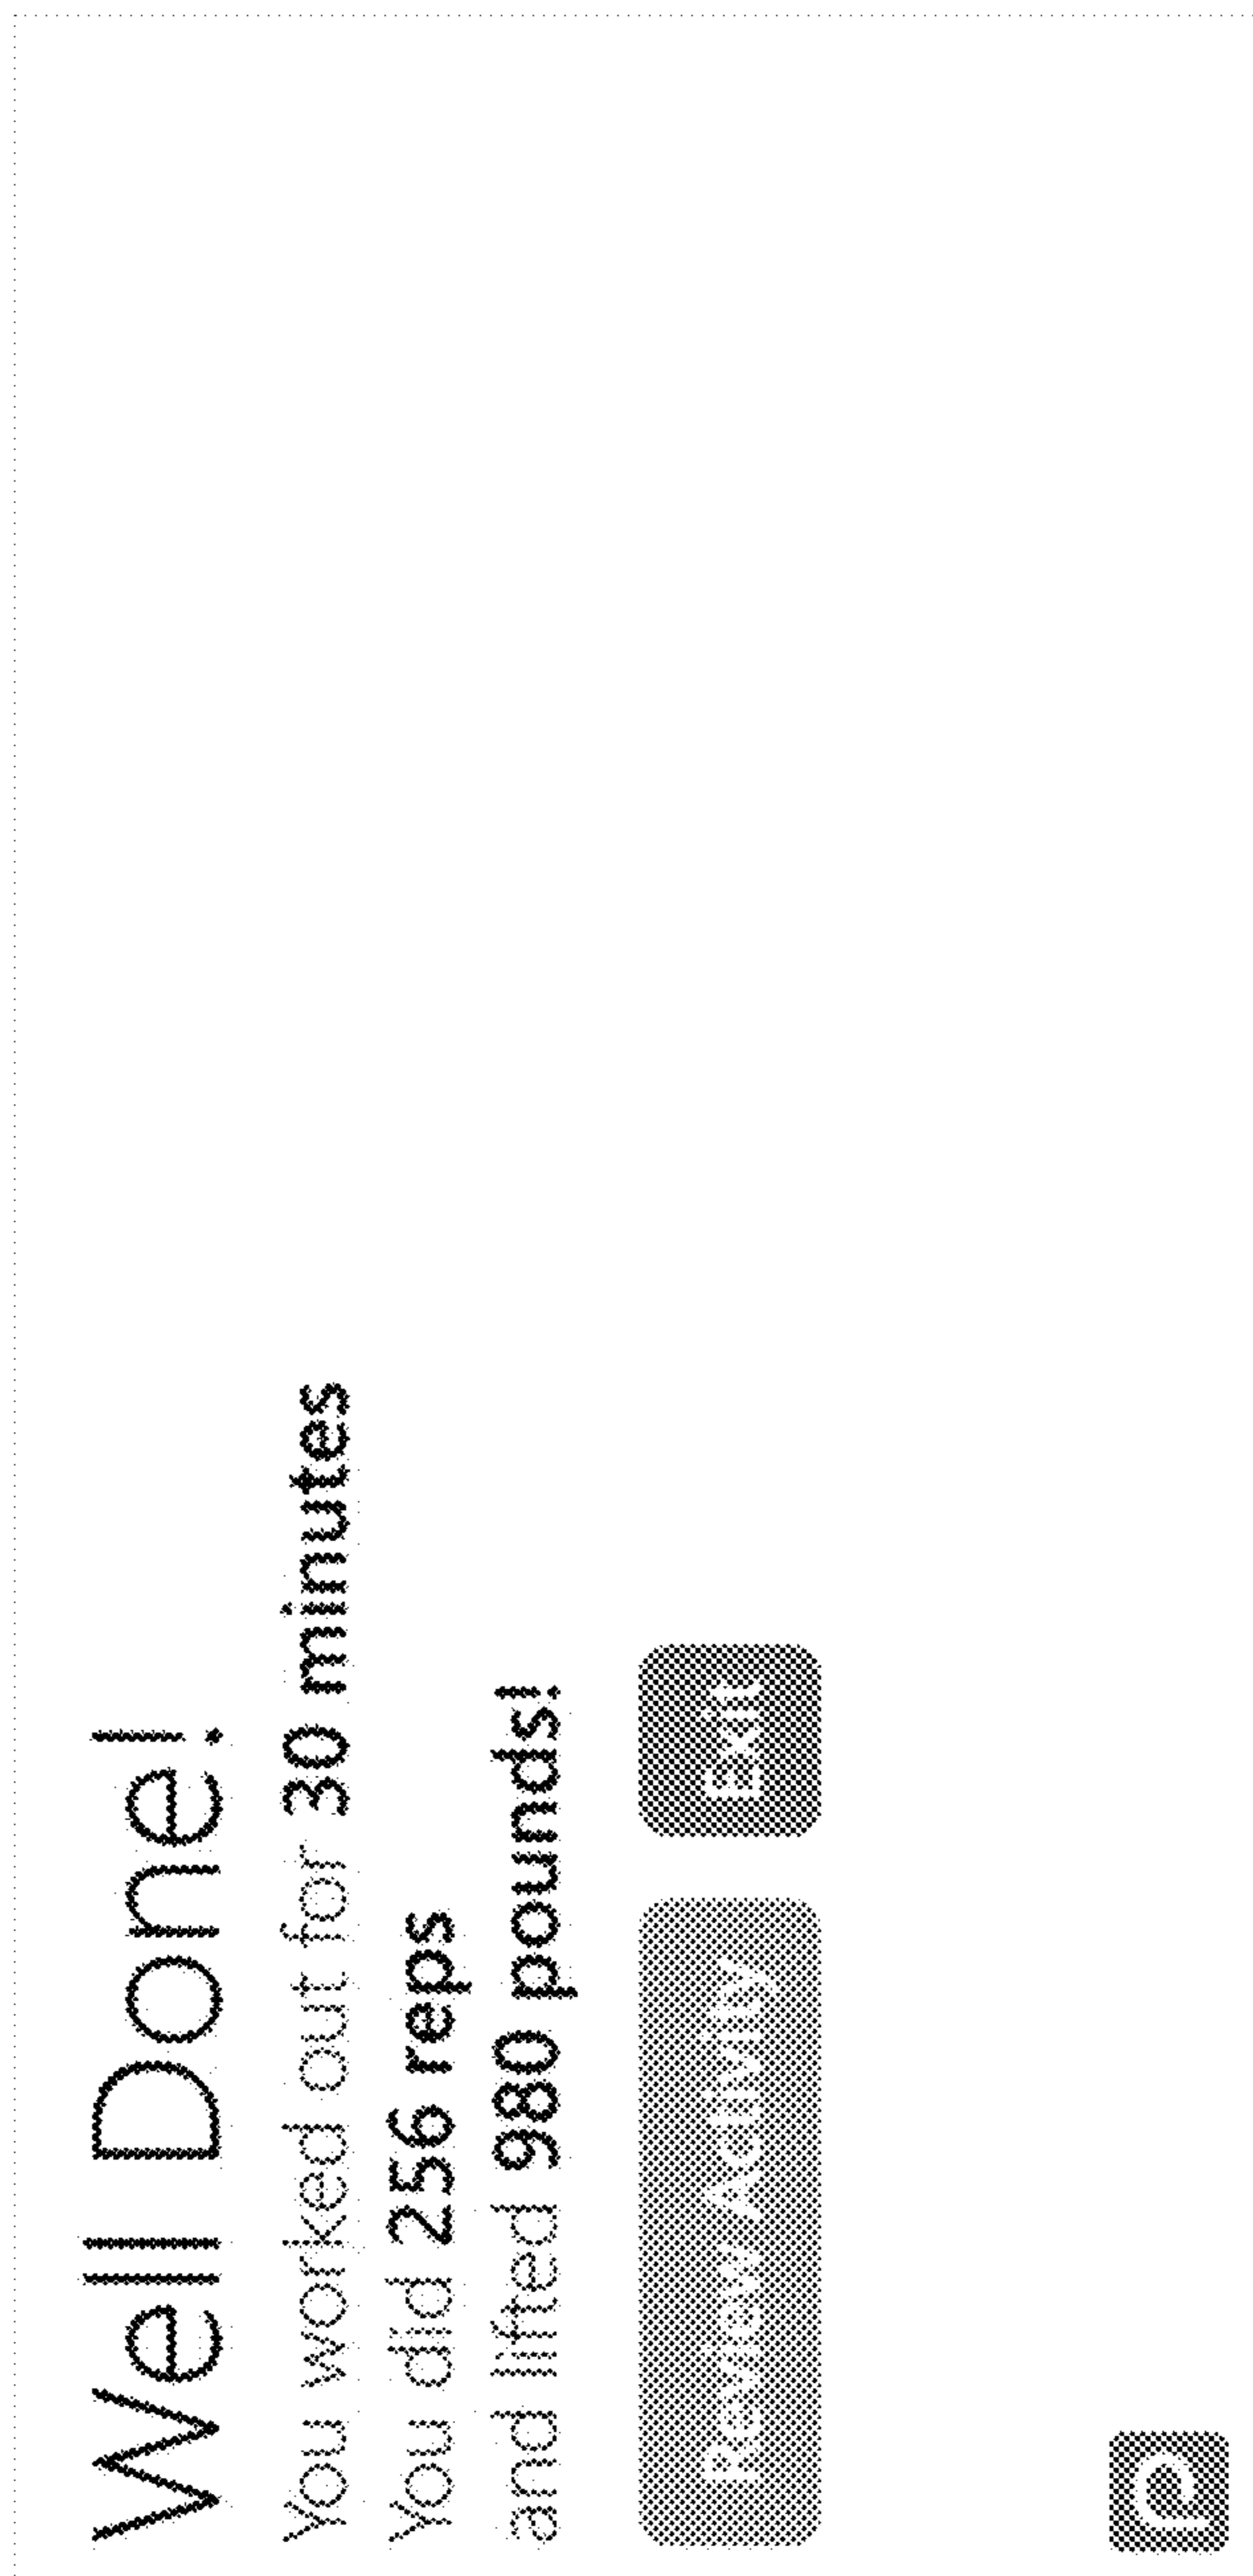 Well Done!
You worked out for 30 minutes
You did 256 reps
and lifted 980 pounds!
Review Activity Exit